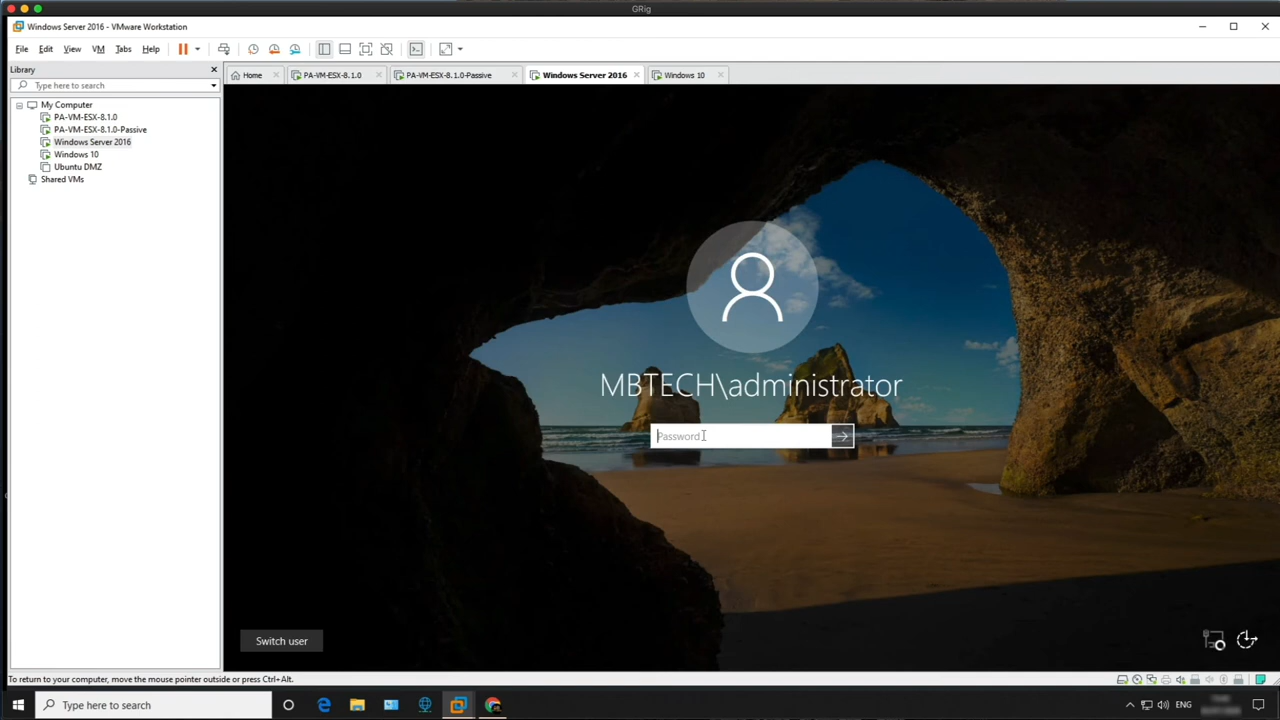 GRig
Windows Server 2016 - VMware Workstation
File Edit View VM Tabs Help
Library
Type here to search
Home PA-VM-ESX-8.1.0 PA-VM-ESX-8.1.0-Passive Windows Server 2016 Windows 10
My Computer
PA-VM-ESX-8.1.0
PA-VM-ESX-8.1.0-Passive
Windows Server 2016
Windows 10
Ubuntu DMZ
Shared VMs
MBTECH\administrator
Password
Switch user
To return to your computer, move the mouse pointer outside or press Ctrl+Alt.
Type here to search
ENG